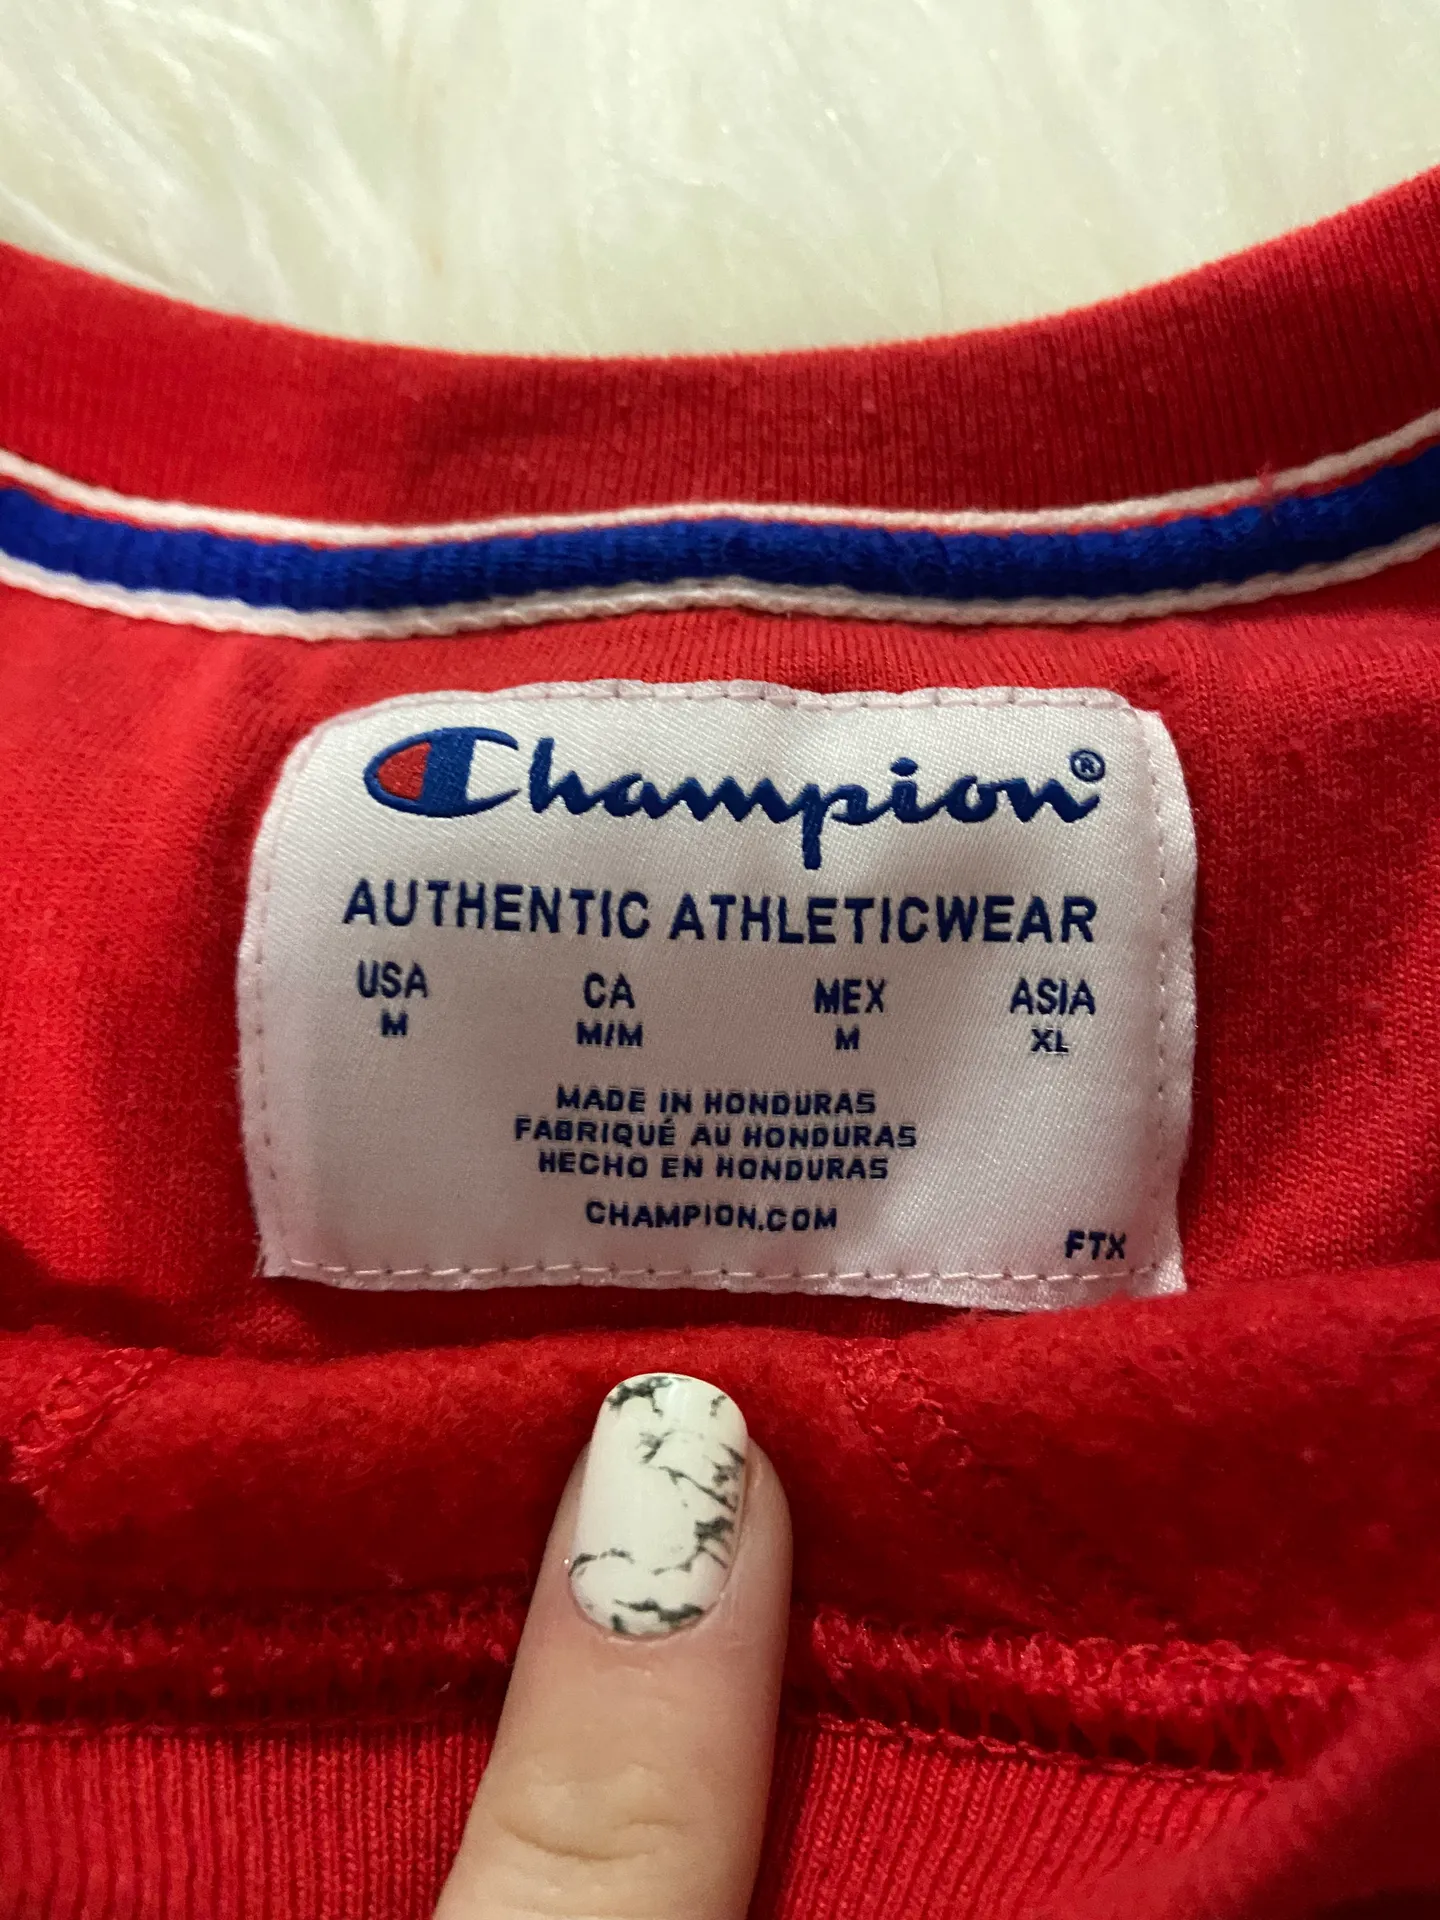 Champion®
AUTHENTIC ATHLETICWEAR
USA CA MEX ASIA
M M/M M XL
MADE IN HONDURAS
FABRIQUÉ AU HONDURAS
HECHO EN HONDURAS
CHAMPION.COM
FTX